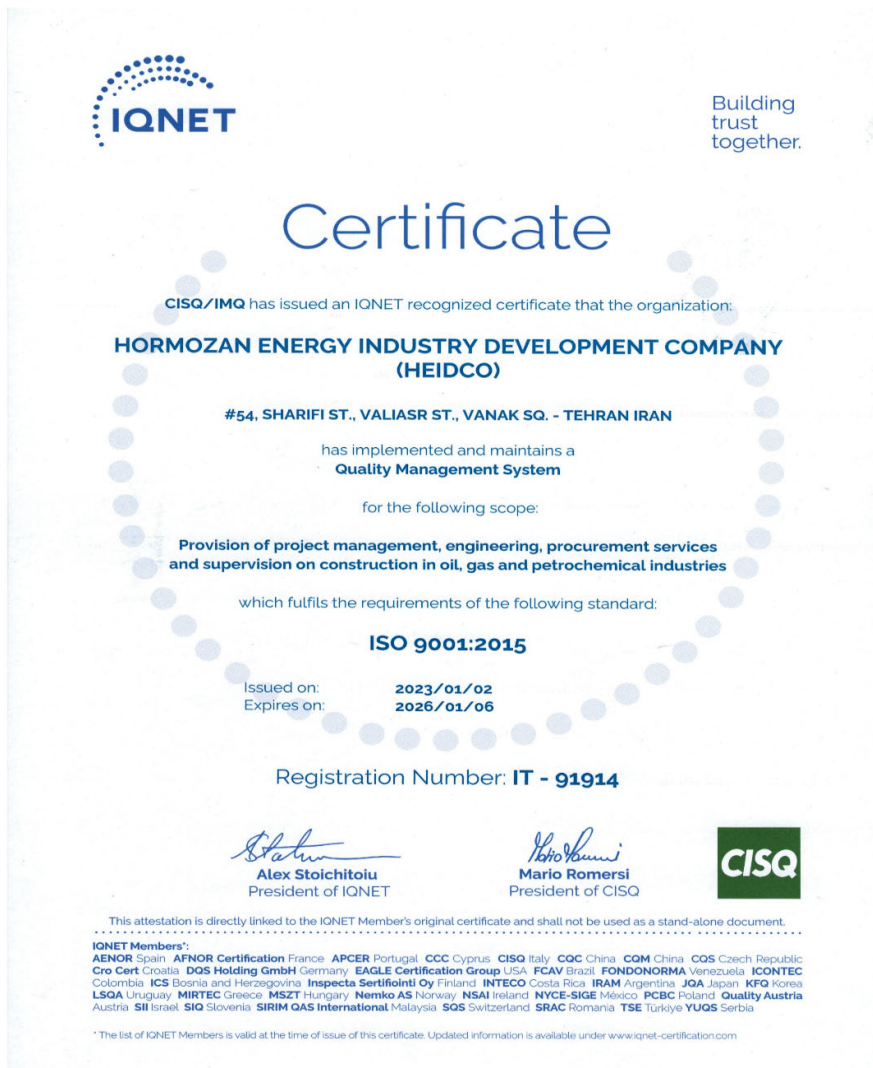 IQNET
Building
trust
together.
Certificate
CISQ/IMQ has issued an IQNET recognized certificate that the organization:
HORMOZAN ENERGY INDUSTRY DEVELOPMENT COMPANY
(HEIDCO)
#54, SHARIFI ST., VALIASR ST., VANAK SQ. - TEHRAN IRAN
has implemented and maintains a
Quality Management System
for the following scope:
Provision of project management, engineering, procurement services
and supervision on construction in oil, gas and petrochemical industries
which fulfils the requirements of the following standard:
ISO 9001:2015
Issued on: 2023/01/02
Expires on: 2026/01/06
Registration Number: IT - 91914
Alex Stoichitoiu
President of IQNET
Mario Romersi
President of CISQ
CISQ
This attestation is directly linked to the IQNET Member's original certificate and shall not be used as a stand-alone document.
IQNET Members*:
AENOR Spain AFNOR Certification France APCER Portugal CCC Cyprus CISQ Italy CQC China CQM China CQS Czech Republic
Cro Cert Croatia DQS Holding GmbH Germany EAGLE Certification Group USA FCAV Brazil FONDONORMA Venezuela ICONTEC
Colombia ICS Bosnia and Herzegovina Inspecta Sertifiointi Oy Finland INTECO Costa Rica IRAM Argentina JQA Japan KFQ Korea
LSQA Uruguay MIRTEC Greece MSZT Hungary Nemko AS Norway NSAI Ireland NYCE-SIGE México PCBC Poland Quality Austria
Austria SII Israel SIQ Slovenia SIRIM QAS International Malaysia SQS Switzerland SRAC Romania TSE Türkiye YUQS Serbia
* The list of IQNET Members is valid at the time of issue of this certificate. Updated information is available under www.iqnet-certification.com